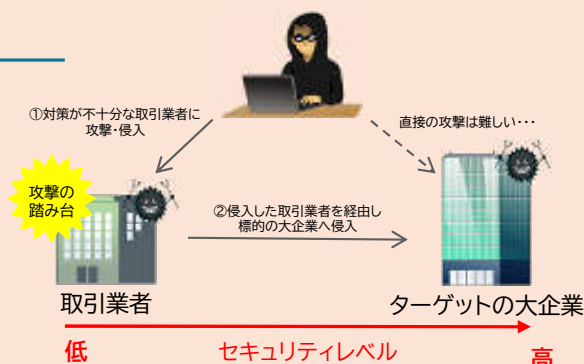 ①対策が不十分な取引業者に
攻撃・侵入
直接の攻撃は難しい・・・
攻撃の
踏み台
②侵入した取引業者を経由し
標的の大企業へ侵入
取引業者
ターゲットの大企業
低
セキュリティレベル
高